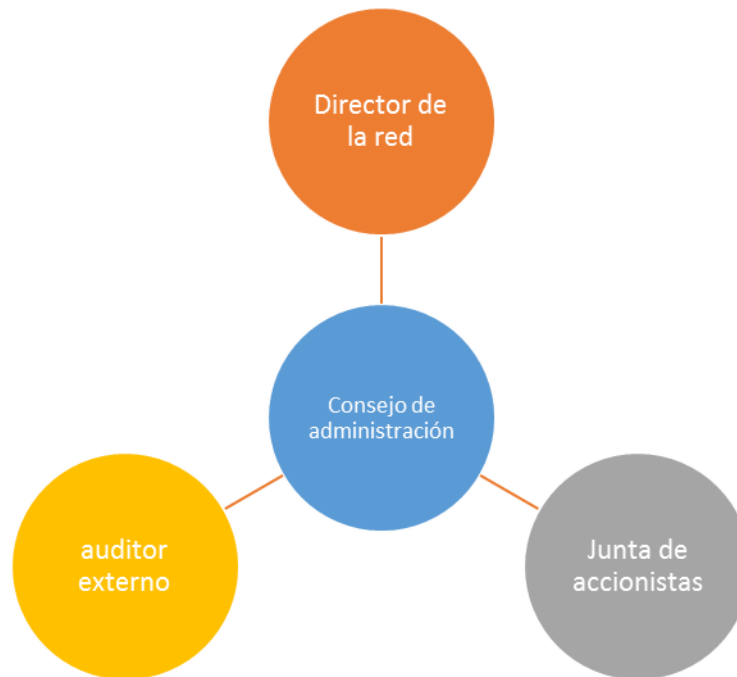 Director de
la red
Consejo de
administración
auditor
externo
Junta de
accionistas